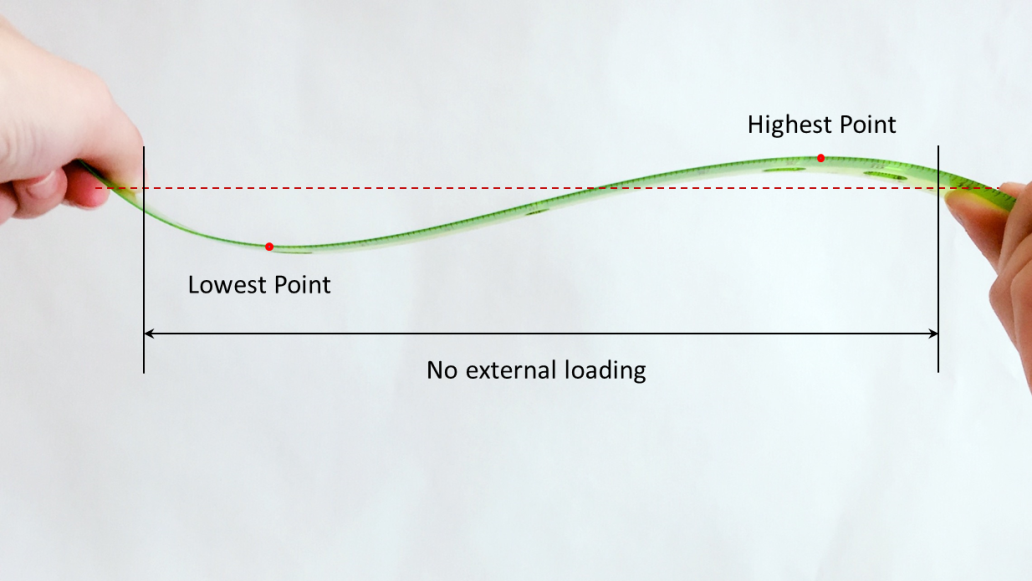 Highest Point
Lowest Point
No external loading